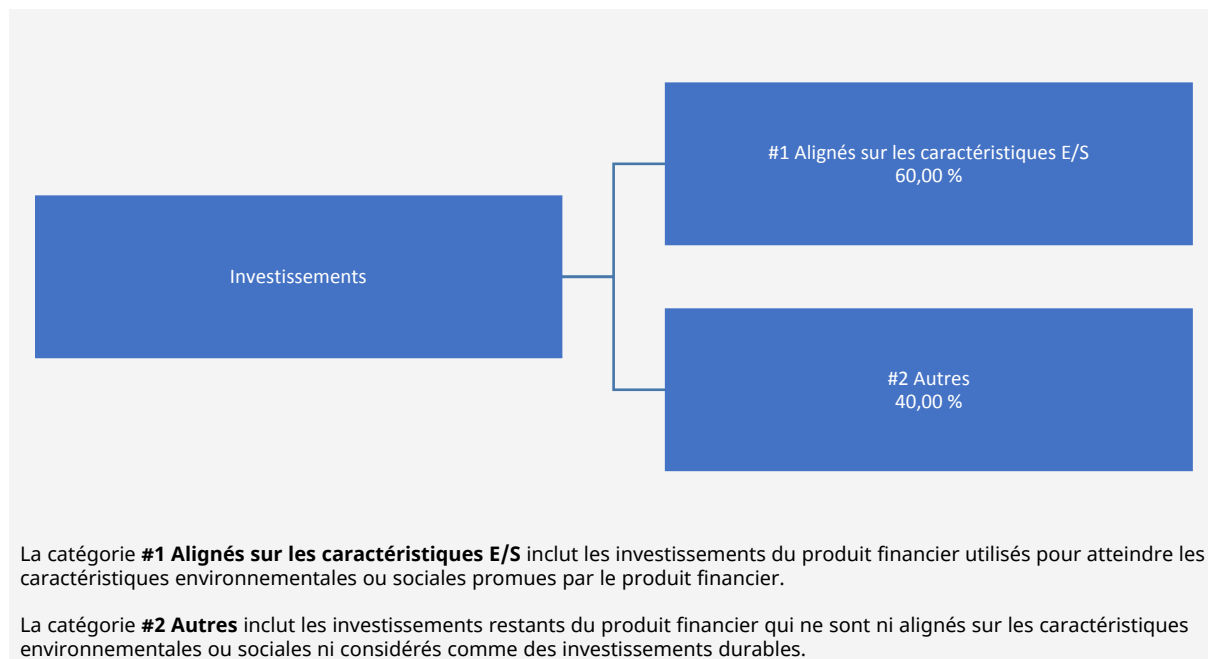 #1 Alignés sur les caractéristiques E/S
60,00 %
Investissements
#2 Autres
40,00 %
La catégorie #1 Alignés sur les caractéristiques E/S inclut les investissements du produit financier utilisés pour atteindre les
caractéristiques environnementales ou sociales promues par le produit financier.
La catégorie #2 Autres inclut les investissements restants du produit financier qui ne sont ni alignés sur les caractéristiques
environnementales ou sociales ni considérés comme des investissements durables.